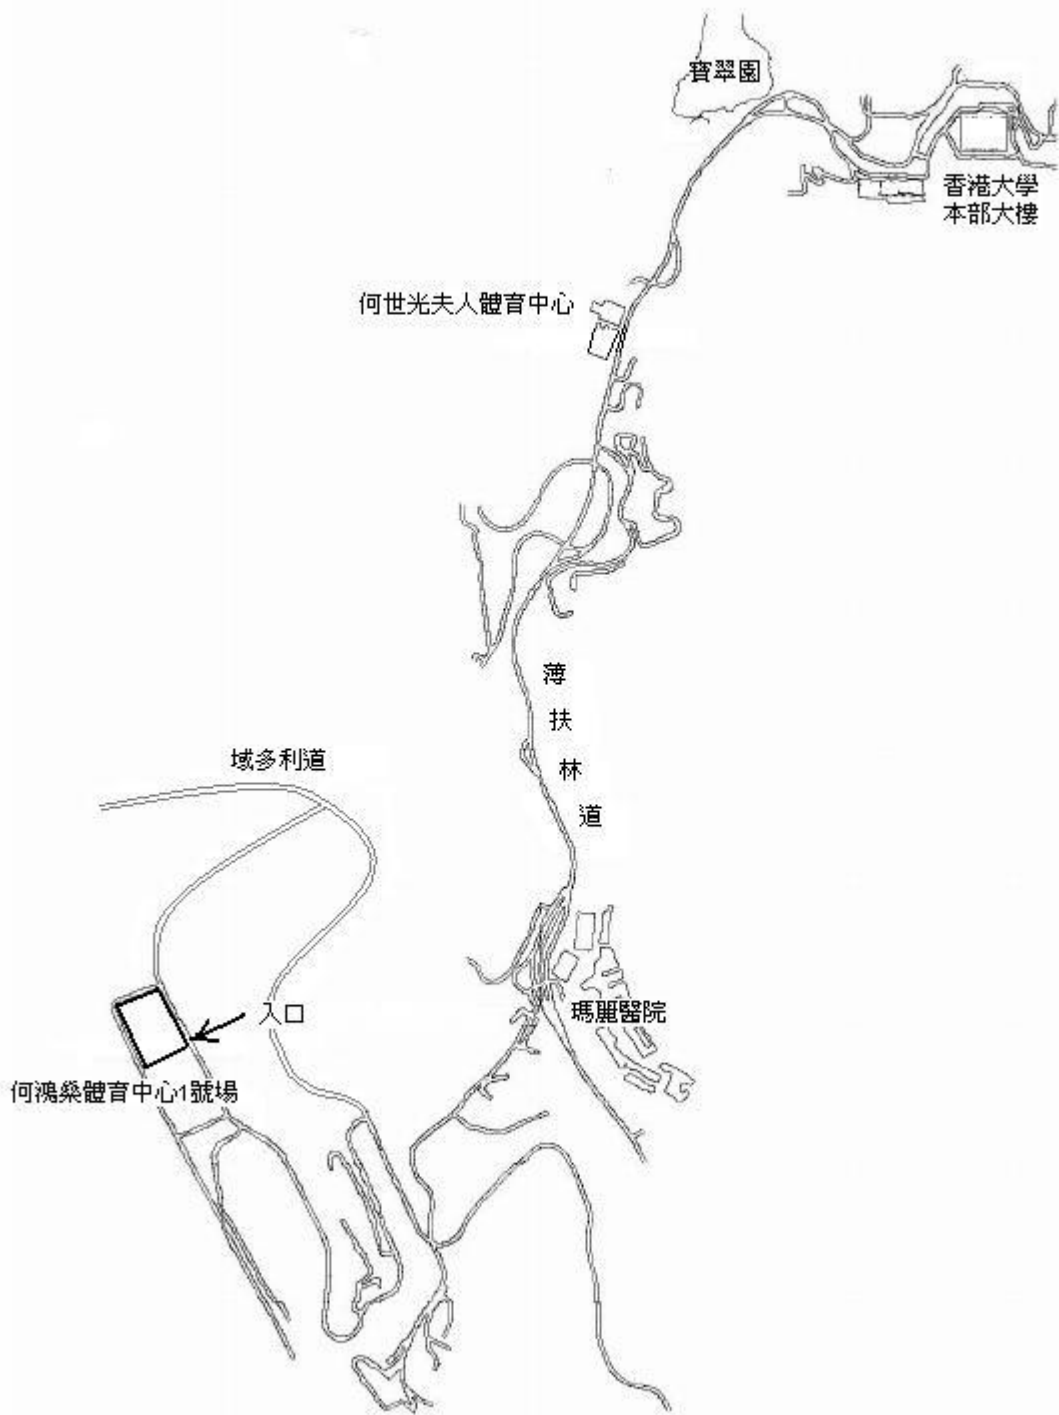 寶翠園
香港大學
本部大樓
何世光夫人體育中心
薄
扶
林
道
域多利道
入口
瑪麗醫院
何鴻燊體育中心1號場